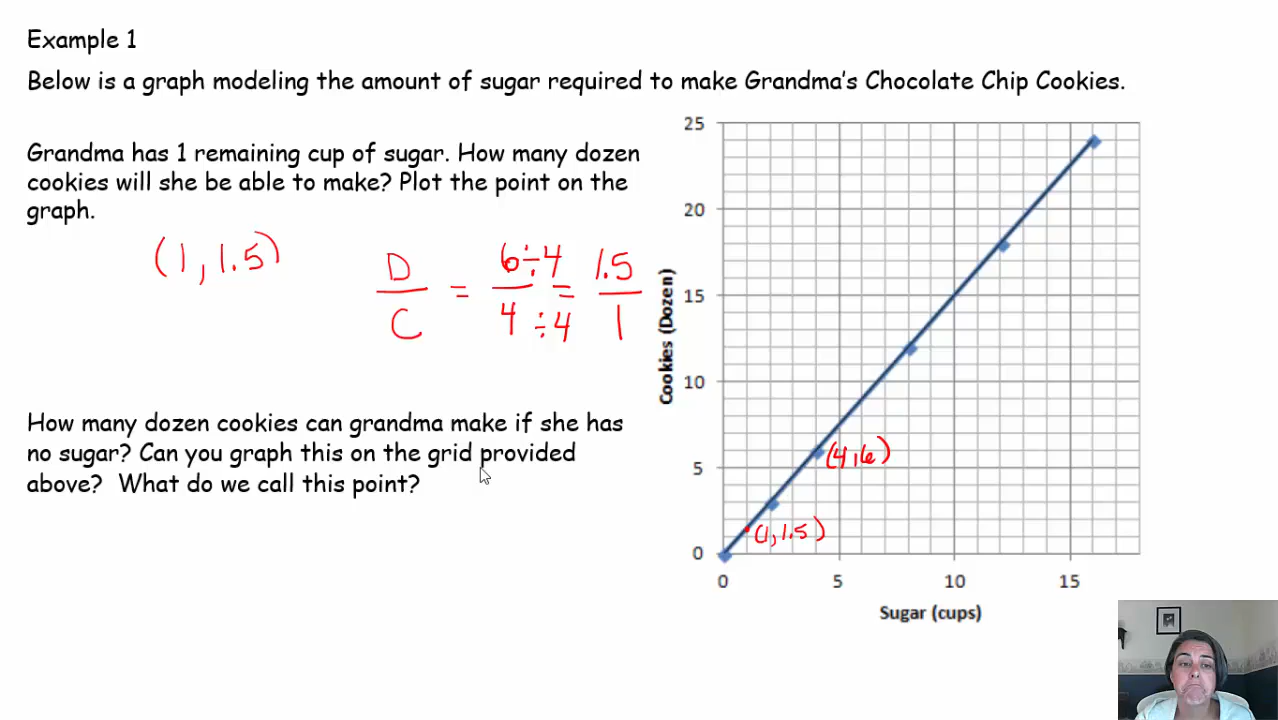 Example 1
Below is a graph modeling the amount of sugar required to make Grandma's Chocolate Chip Cookies.
Grandma has 1 remaining cup of sugar. How many dozen
cookies will she be able to make? Plot the point on the
graph.
(1, 1.5)
D/C = 6÷4/4÷4 = 1.5/1
How many dozen cookies can grandma make if she has
no sugar? Can you graph this on the grid provided
above? What do we call this point?
25
20
15
10
5
0
Cookies (Dozen)
(4,6)
(1, 1.5)
0 5 10 15
Sugar (cups)